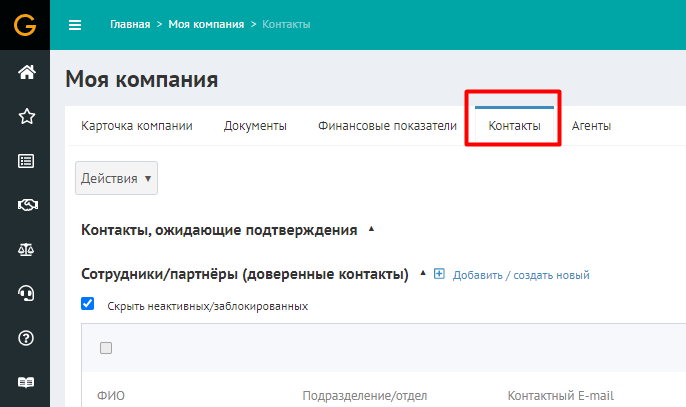 G
Главная > Моя компания > Контакты
Моя компания
Карточка компании Документы Финансовые показатели Контакты Агенты
Действия ▼
Контакты, ожидающие подтверждения ▲
Сотрудники/партнёры (доверенные контакты) ▲ Добавить / создать новый
Скрыть неактивных/заблокированных
ФИО Подразделение/отдел Контактный E-mail